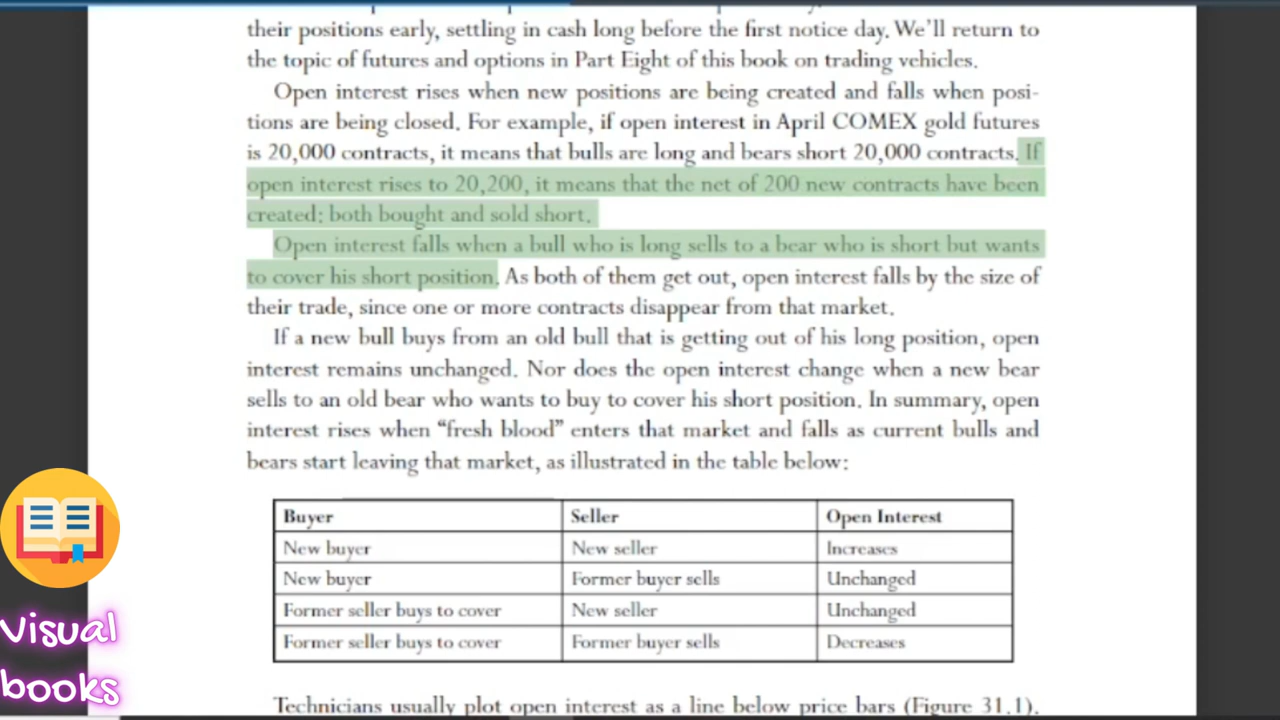 their positions early, settling in cash long before the first notice day. We'll return to
the topic of futures and options in Part Eight of this book on trading vehicles.
Open interest rises when new positions are being created and falls when posi-
tions are being closed. For example, if open interest in April COMEX gold futures
is 20,000 contracts, it means that bulls are long and bears short 20,000 contracts. If
open interest rises to 20,200, it means that the net of 200 new contracts have been
created: both bought and sold short.
Open interest falls when a bull who is long sells to a bear who is short but wants
to cover his short position. As both of them get out, open interest falls by the size of
their trade, since one or more contracts disappear from that market.
If a new bull buys from an old bull that is getting out of his long position, open
interest remains unchanged. Nor does the open interest change when a new bear
sells to an old bear who wants to buy to cover his short position. In summary, open
interest rises when “fresh blood” enters that market and falls as current bulls and
bears start leaving that market, as illustrated in the table below:
Buyer Seller Open Interest
New buyer New seller Increases
New buyer Former buyer sells Unchanged
Former seller buys to cover New seller Unchanged
Former seller buys to cover Former buyer sells Decreases
Technicians usually plot open interest as a line below price bars (Figure 31.1).
Visual
books